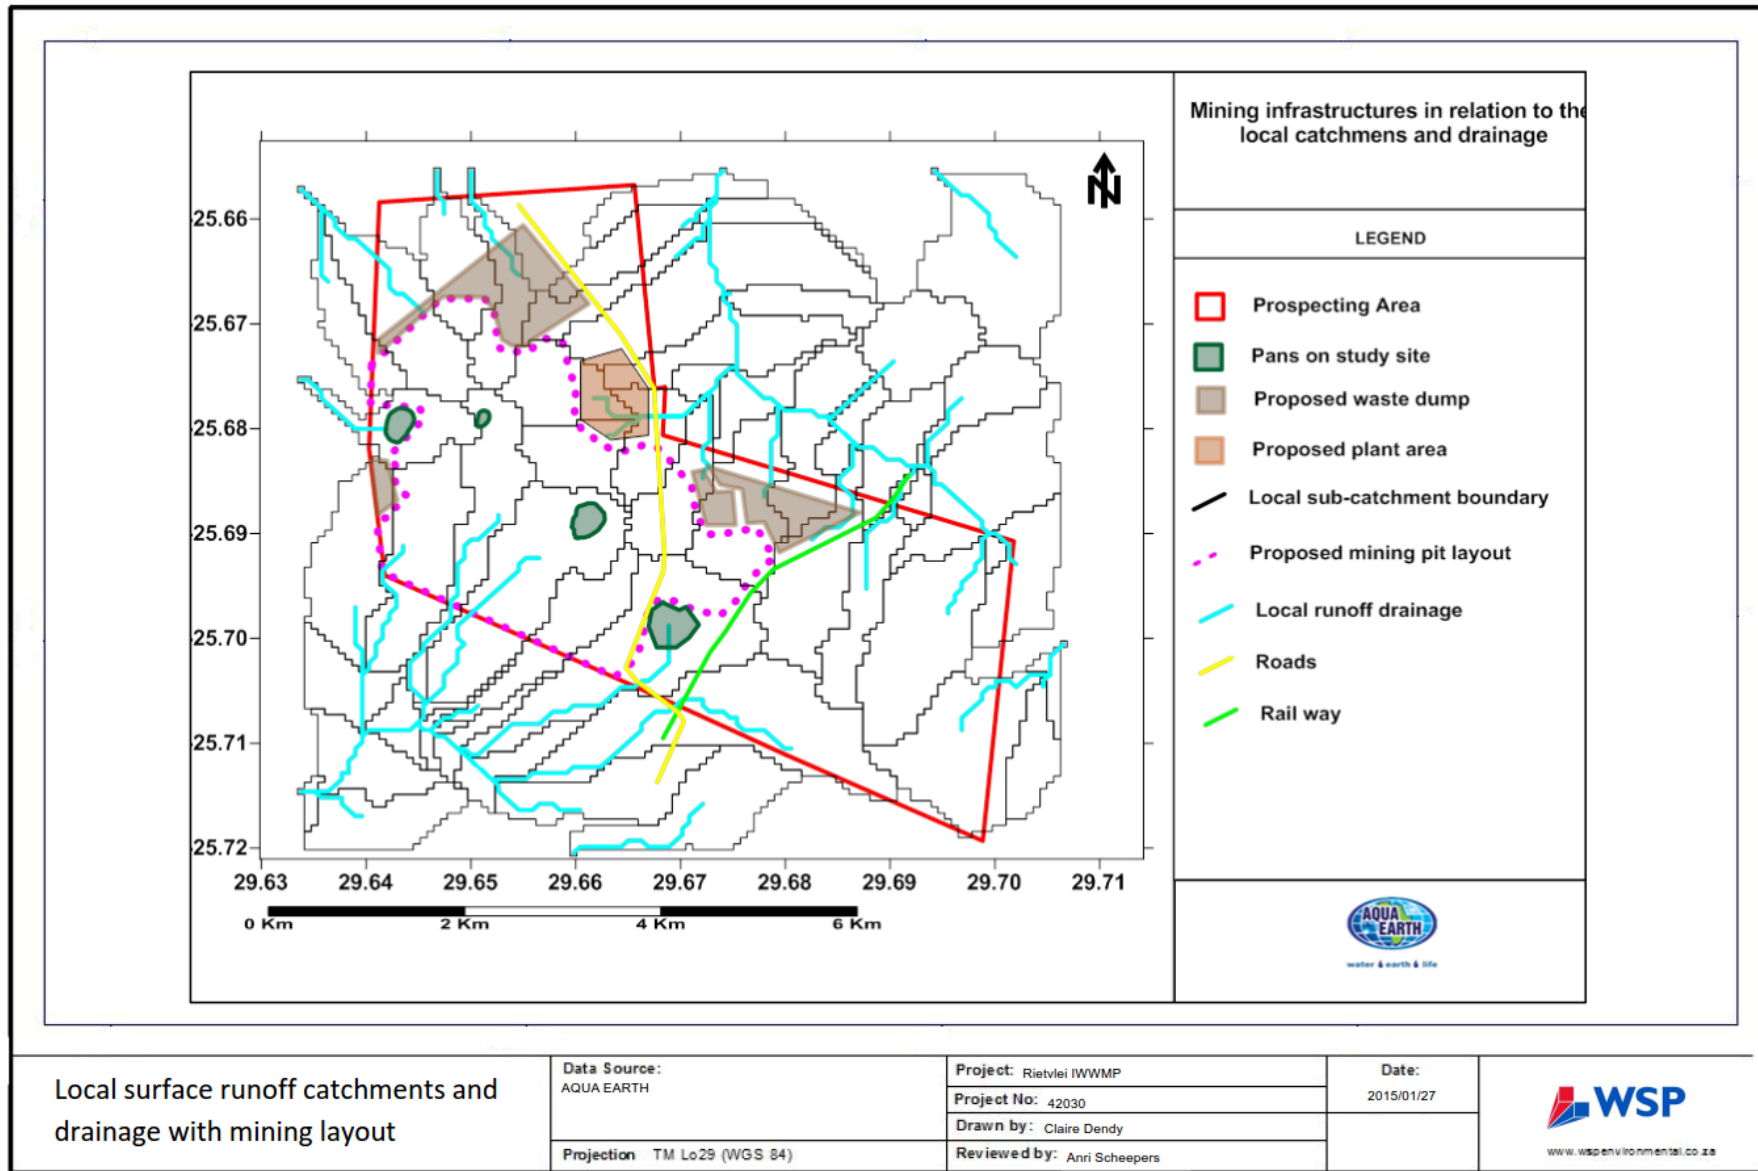 Mining infrastructures in relation to the
local catchmens and drainage
N
LEGEND
Prospecting Area
Pans on study site
Proposed waste dump
Proposed plant area
Local sub-catchment boundary
Proposed mining pit layout
Local runoff drainage
Roads
Rail way
25.66
25.67
25.68
25.69
25.70
25.71
25.72
29.63 29.64 29.65 29.66 29.67 29.68 29.69 29.70 29.71
0 Km 2 Km 4 Km 6 Km
AQUA
EARTH
water & earth & life
Local surface runoff catchments and
drainage with mining layout
Data Source:
AQUA EARTH
Projection TM Lo29 (WGS 84)
Project: Rietvlei IWWMP
Project No: 42030
Drawn by: Claire Dendy
Reviewed by: Anri Scheepers
Date:
2015/01/27
WSP
www.wspenvironmental.co.za